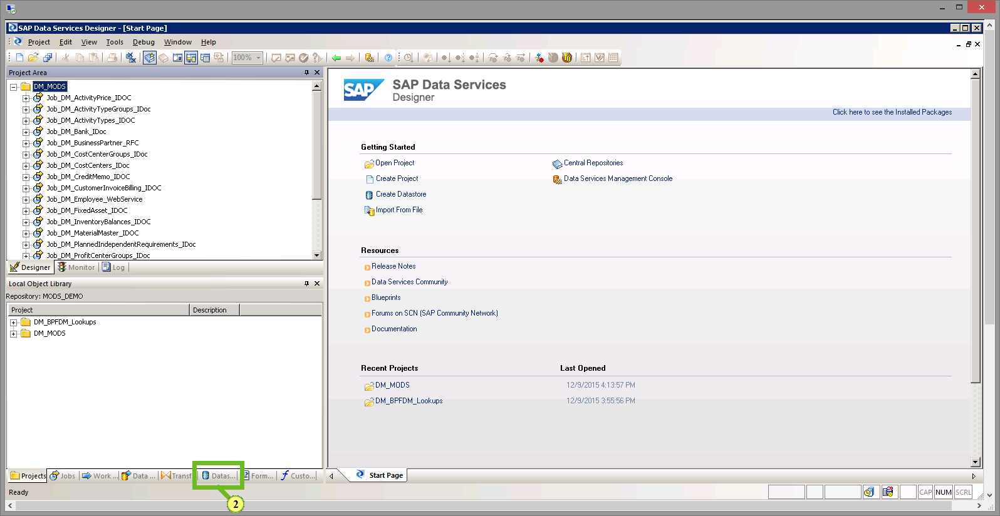 SAP Data Services Designer - [Start Page]
Project Edit View Tools Debug Window Help
100%
Project Area
DM_MODS
Job_DM_ActivityPrice_IDOC
Job_DM_ActivityTypeGroups_IDoc
Job_DM_ActivityTypes_IDOC
Job_DM_Bank_IDoc
Job_DM_BusinessPartner_RFC
Job_DM_CostCenterGroups_IDoc
Job_DM_CostCenters_IDoc
Job_DM_CreditMemo_IDOC
Job_DM_CustomerInvoiceBilling_IDOC
Job_DM_Employee_WebService
Job_DM_FixedAsset_IDOC
Job_DM_InventoryBalances_IDOC
Job_DM_MaterialMaster_IDOC
Job_DM_PlannedIndependentRequirements_IDoc
Job_DM_ProfitCenterGroups_IDoc
Designer Monitor Log
Local Object Library
Repository: MODS_DEMO
Project Description
DM_BPFDM_Lookups
DM_MODS
Projects Jobs Work ... Data ... Transf Datas... Form... Custo...
2
SAP
SAP Data Services
Designer
Click here to see the Installed Packages
Getting Started
Open Project
Central Repositories
Create Project
Data Services Management Console
Create Datastore
Import From File
Resources
Release Notes
Data Services Community
Blueprints
Forums on SCN (SAP Community Network)
Documentation
Recent Projects Last Opened
DM_MODS 12/9/2015 4:13:57 PM
DM_BPFDM_Lookups 12/9/2015 3:55:56 PM
Start Page
Ready
CAP NUM SCRL